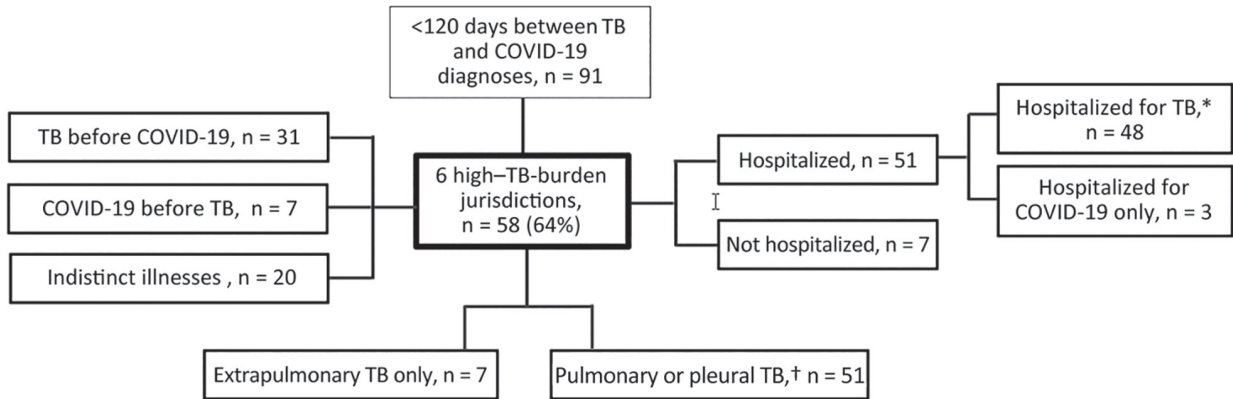 <120 days between TB
and COVID-19
diagnoses, n = 91
TB before COVID-19, n = 31
COVID-19 before TB, n = 7
Indistinct illnesses , n = 20
6 high–TB-burden
jurisdictions,
n = 58 (64%)
Hospitalized, n = 51
Not hospitalized, n = 7
Hospitalized for TB,*
n = 48
Hospitalized for
COVID-19 only, n = 3
Extrapulmonary TB only, n = 7
Pulmonary or pleural TB,† n = 51